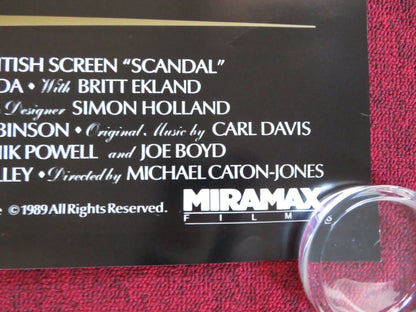 ITISH SCREEN "SCANDAL"
DA • With BRITT EKLAND
Designer SIMON HOLLAND
BINSON • Original Music by CARL DAVIS
NIK POWELL and JOE BOYD
LLEY • Directed by MICHAEL CATON-JONES
©1989 All Rights Reserved.
MIRAMAX
FILMS